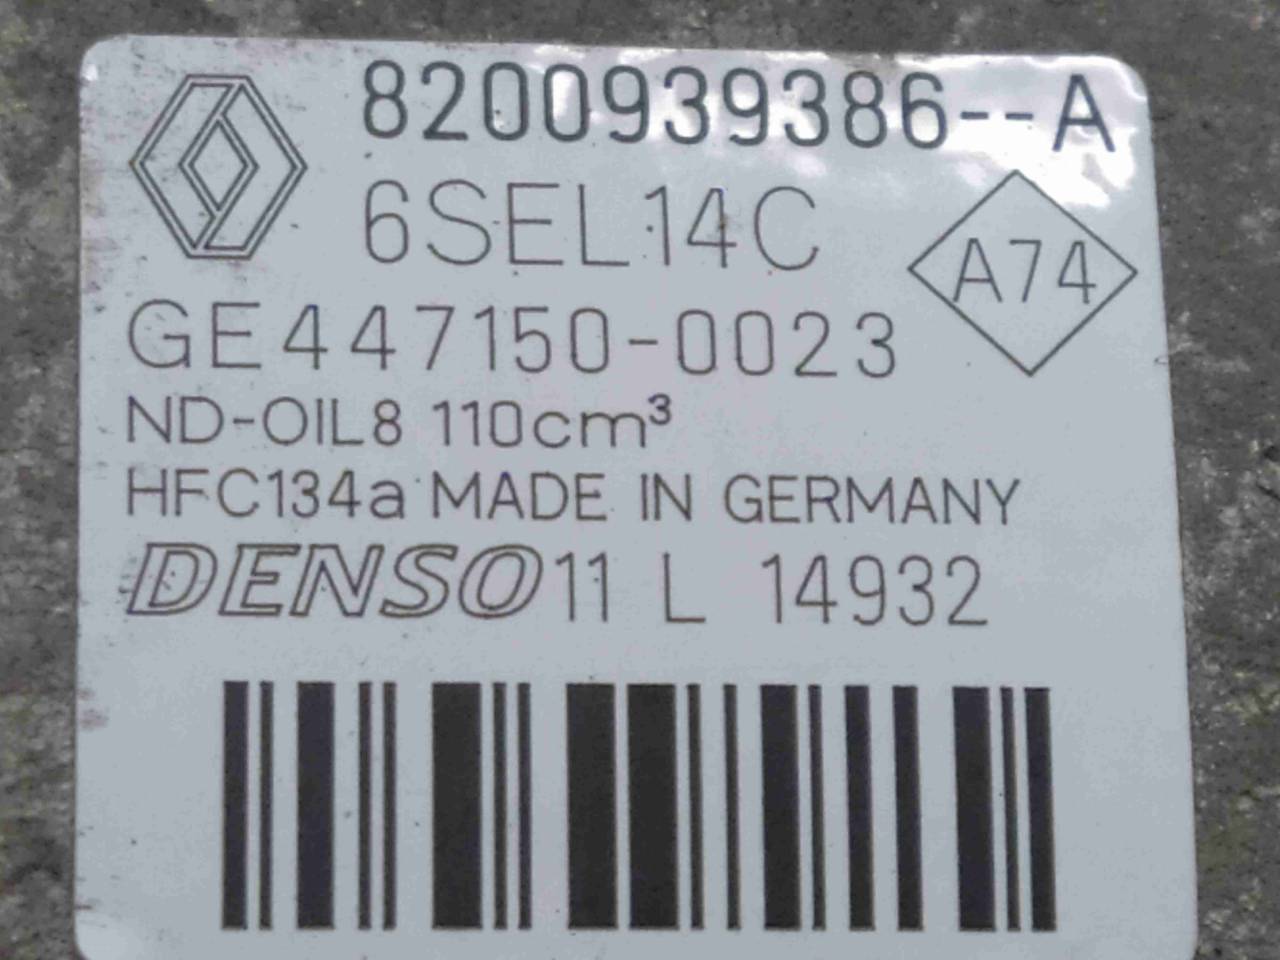 8200939386--A
6SEL14C
A74
GE447150-0023
ND-OIL8 110cm³
HFC134a MADE IN GERMANY
DENSO 11 L 14932